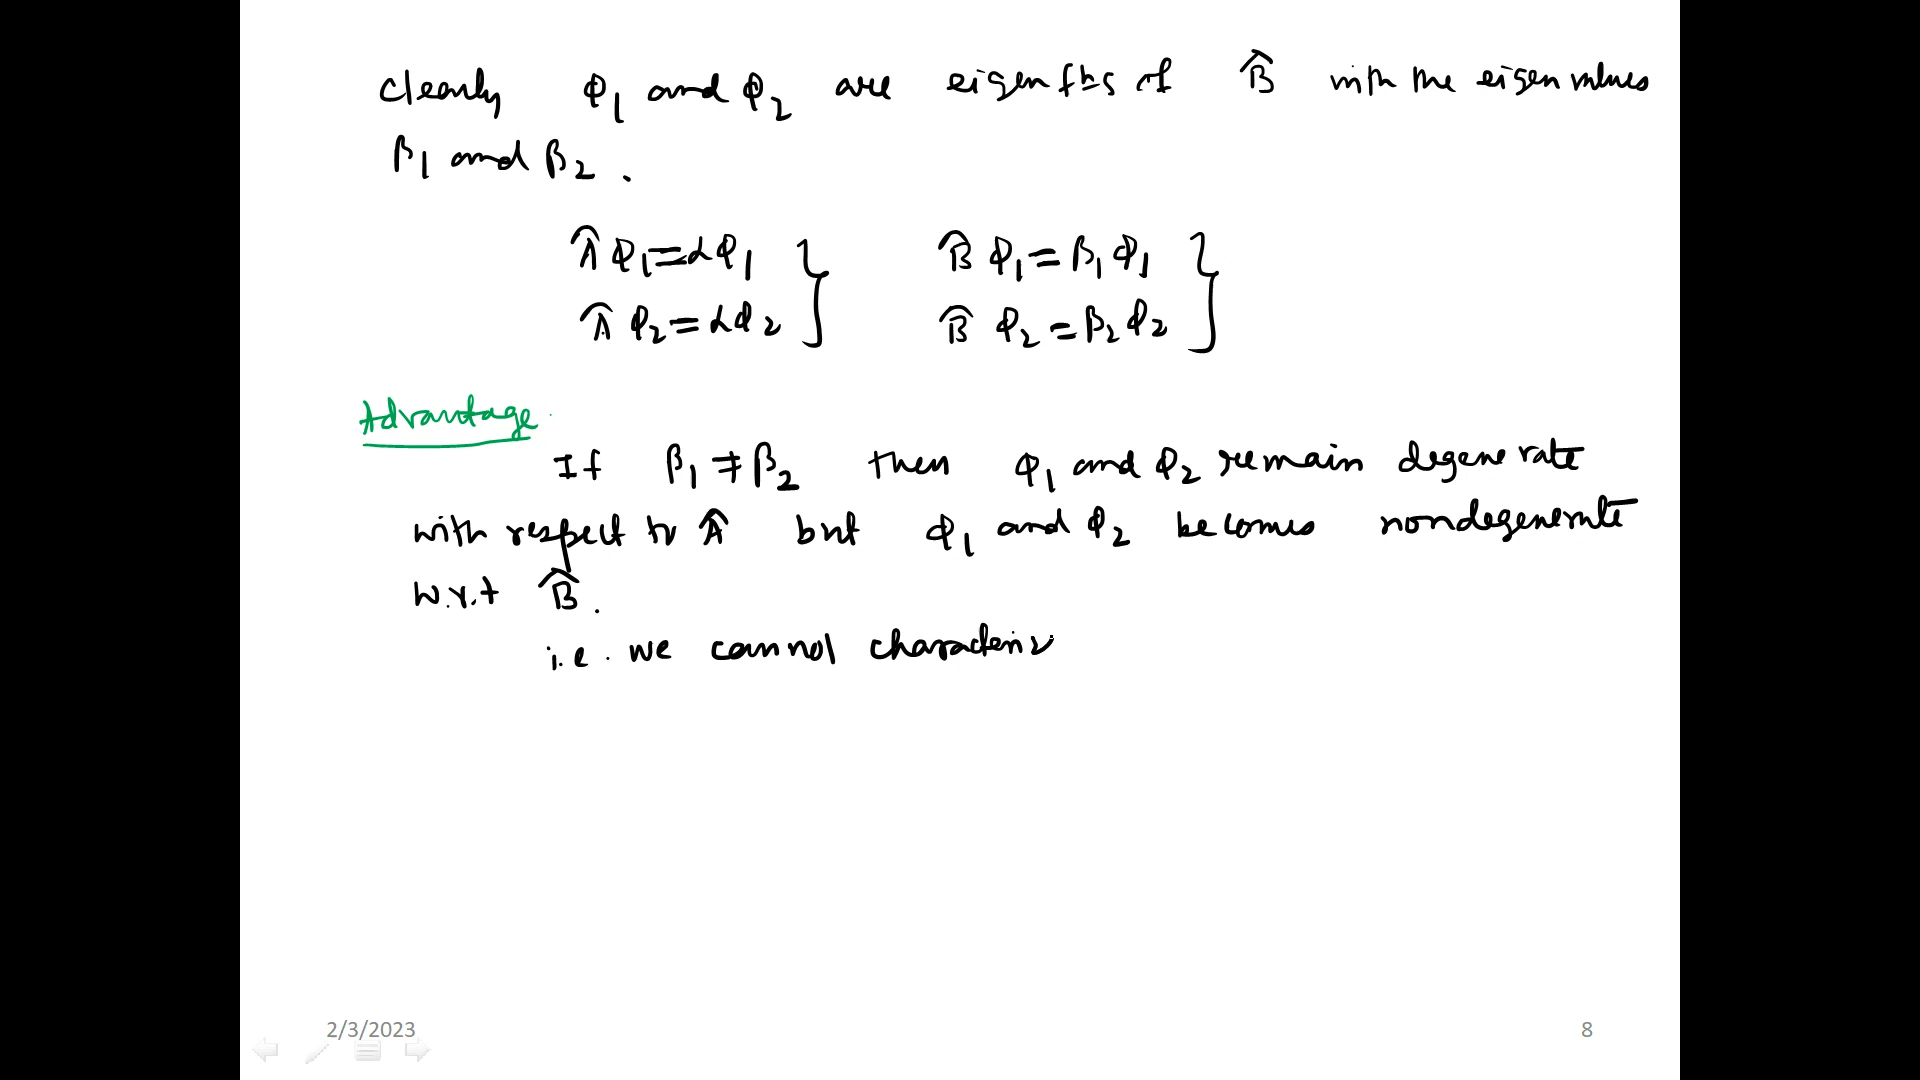 clearly φ1 and φ2 are eigenfns of B̂ with the eigenvalues
β1 and β2 .
Âφ1=αφ1 } B̂ φ1=β1φ1 }
Âφ2=αφ2 B̂ φ2=β2φ2
Advantage
If β1≠β2 then φ1 and φ2 remain degenerate
with respect to Â but φ1 and φ2 becomes nondegenerate
w.r.t B̂.
i.e. we cannot characteriz
2/3/2023 8